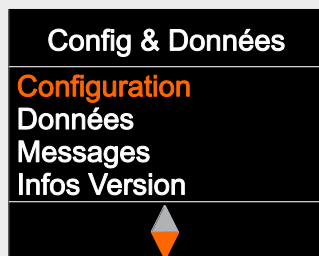 Config & Données
Configuration
Données
Messages
Infos Version